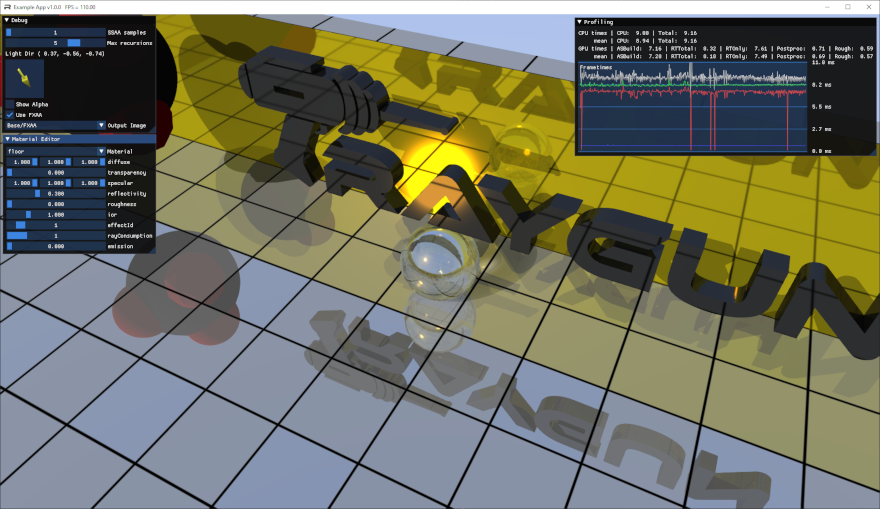 Example App v1.0.0 FPS = 110.00
Debug
1 SSAA samples
5 Max recursions
Light Dir ( 0.37, -0.56, -0.74)
Show Alpha
Use FXAA
Base/FXAA Output Image
Material Editor
floor Material
1.000 1.000 1.000 diffuse
0.000 transparency
1.000 1.000 1.000 specular
0.300 reflectivity
0.000 roughness
1.000 ior
1 effectId
1 rayConsumption
0.000 emission
Profiling
CPU times | CPU: 9.08 | Total: 9.16
mean | CPU: 8.94 | Total: 9.16
GPU times | ASBuild: 7.16 | RTTotal: 0.32 | RTOnly: 7.61 | Postproc: 0.71 | Rough: 0.59
mean | ASBuild: 7.28 | RTTotal: 0.18 | RTOnly: 7.49 | Postproc: 0.69 | Rough: 0.57
Frametimes
11.0 ms
8.2 ms
5.5 ms
2.7 ms
0.0 ms
RAYGUN